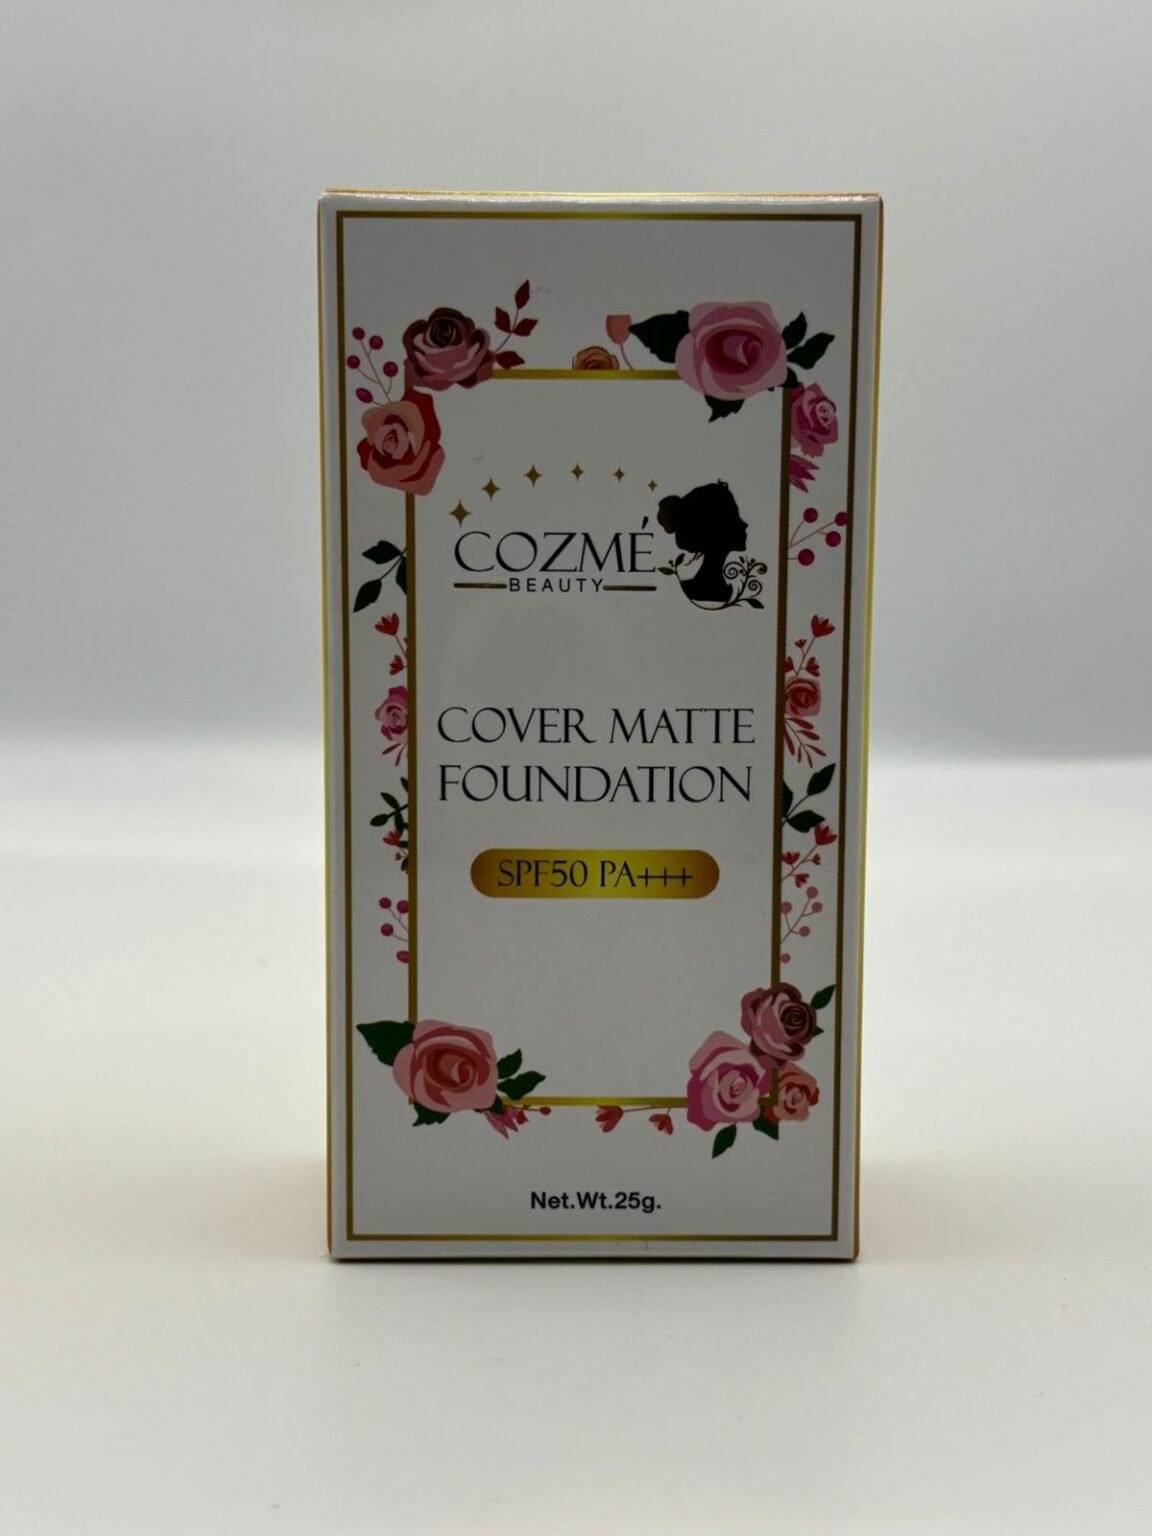 COZMÉ
BEAUTY
COVER MATTE
FOUNDATION
SPF50 PA+++
Net.Wt.25g.